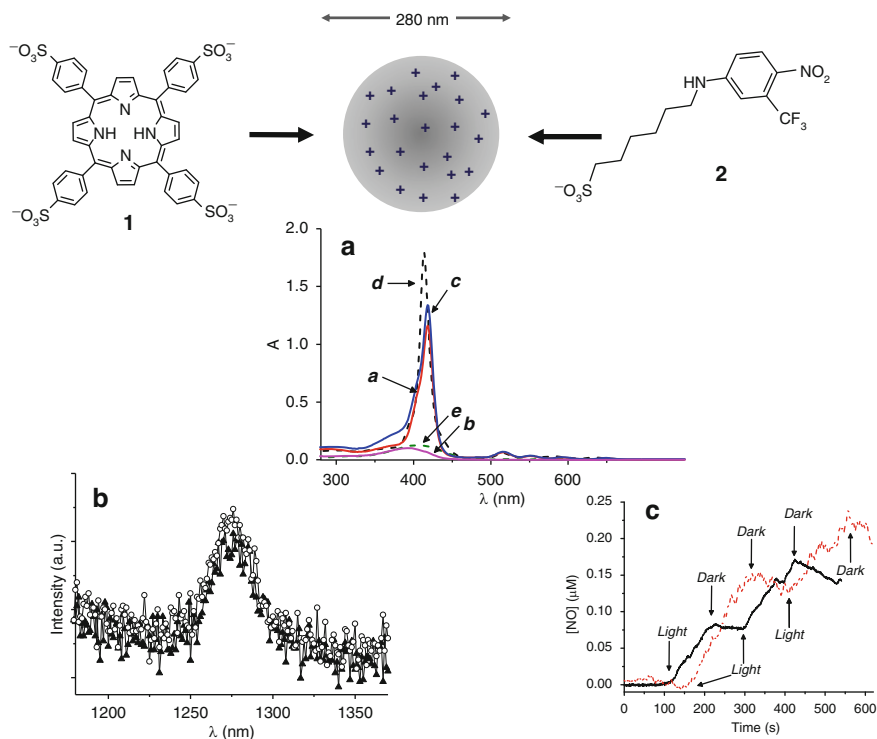 280 nm
⁻O₃S SO₃⁻
N
NH HN
N
⁻O₃S SO₃⁻
1
+ + + + + + + + + + + + + + + + + + + + +
HN NO₂
CF₃
⁻O₃S
2
a
2.0
1.5
1.0
0.5
0.0
A
d c
a
e b
300 400 500 600
λ (nm)
b
Intensity (a.u.)
1200 1250 1300 1350
λ (nm)
c
0.25
0.20
0.15
0.10
0.05
0.00
[NO] (µM)
Dark
Dark Dark
Dark
Light
Light
Light
0 100 200 300 400 500 600
Time (s)